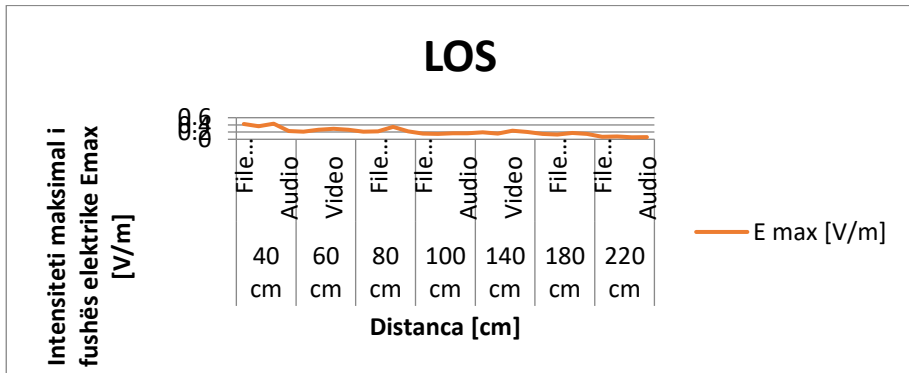 LOS
Intensiteti maksimal i
fushës elektrike Emax
[V/m]
0.6
0.4
0.2
0
File...
Audio
Video
File...
File...
Audio
Video
File...
File...
Audio
40
cm
60
cm
80
cm
100
cm
140
cm
180
cm
220
cm
Distanca [cm]
E max [V/m]